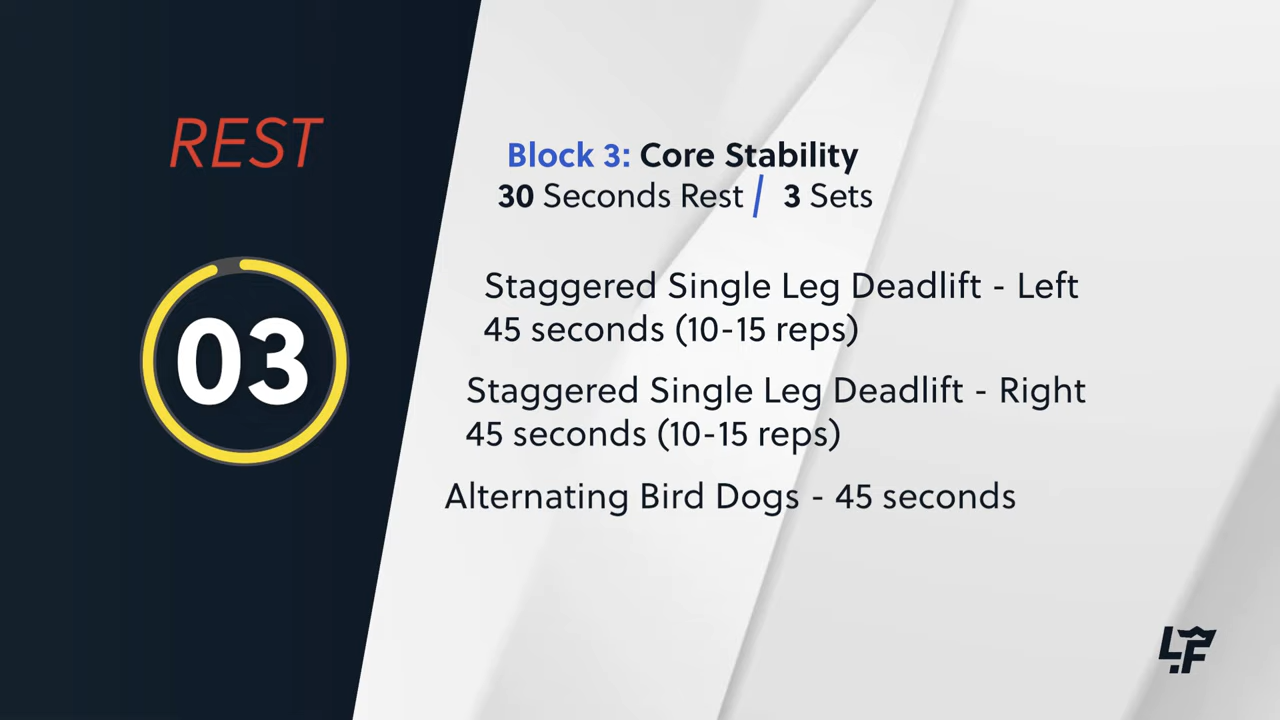 REST
03
Block 3: Core Stability
30 Seconds Rest / 3 Sets
Staggered Single Leg Deadlift - Left
45 seconds (10-15 reps)
Staggered Single Leg Deadlift - Right
45 seconds (10-15 reps)
Alternating Bird Dogs - 45 seconds
LF